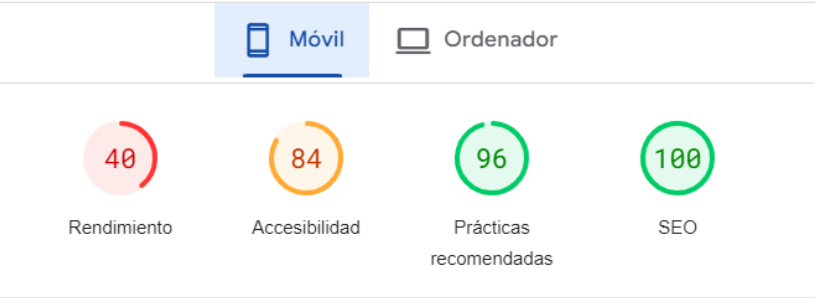 Móvil
Ordenador
40
84
96
100
Rendimiento
Accesibilidad
Prácticas
recomendadas
SEO